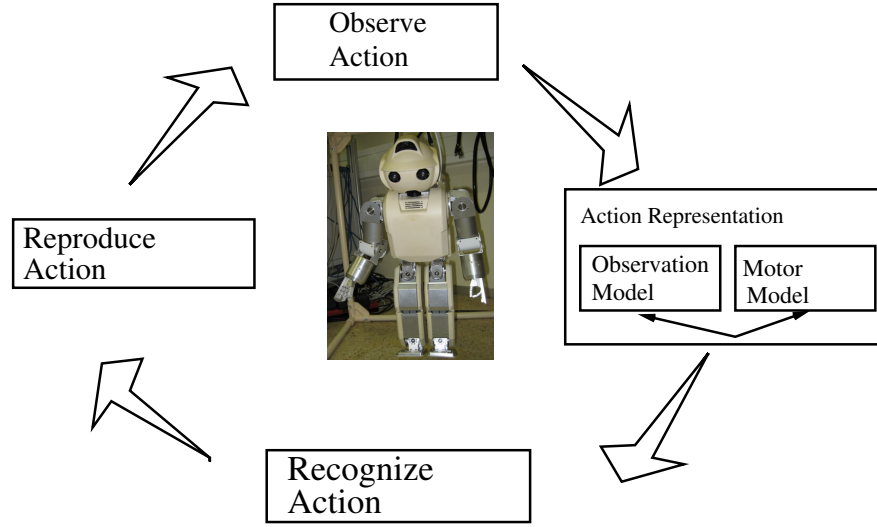 Observe
Action
Action Representation
Observation
Model
Motor
Model
Recognize
Action
Reproduce
Action